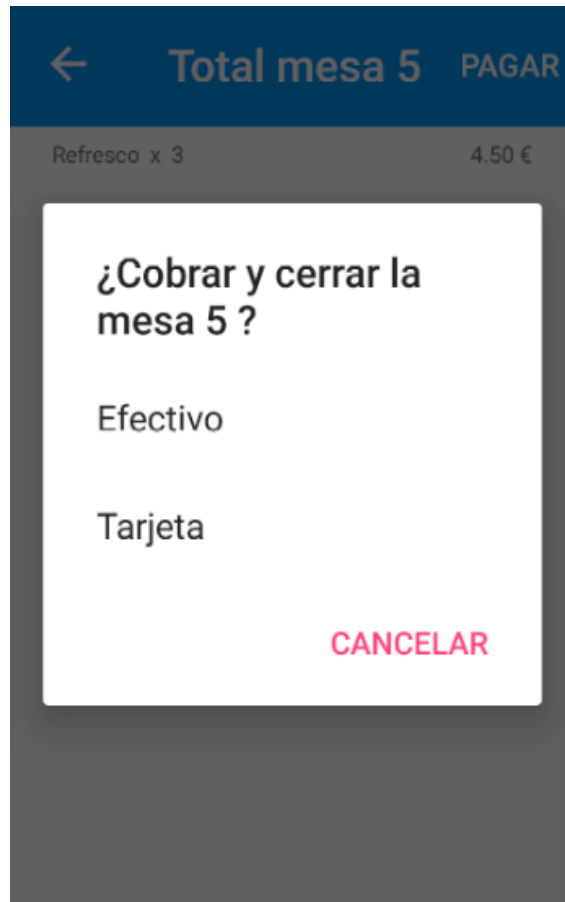 Total mesa 5 PAGAR
Refresco x 3 4.50 €
¿Cobrar y cerrar la
mesa 5 ?
Efectivo
Tarjeta
CANCELAR